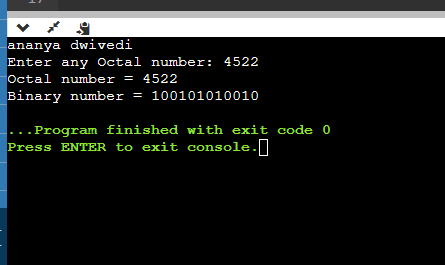 ananya dwivedi
Enter any Octal number: 4522
Octal number = 4522
Binary number = 100101010010
...Program finished with exit code 0
Press ENTER to exit console.